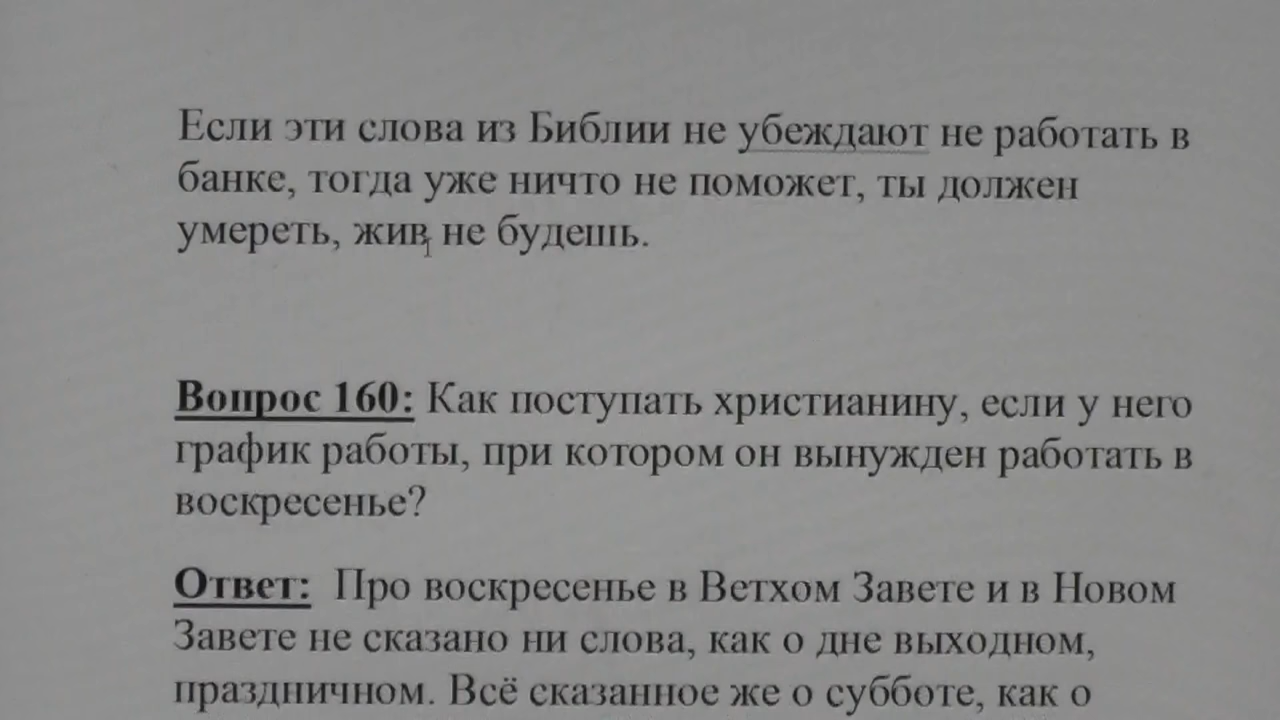 Если эти слова из Библии не убеждают не работать в
банке, тогда уже ничто не поможет, ты должен
умереть, жив не будешь.
Вопрос 160: Как поступать христианину, если у него
график работы, при котором он вынужден работать в
воскресенье?
Ответ: Про воскресенье в Ветхом Завете и в Новом
Завете не сказано ни слова, как о дне выходном,
праздничном. Всё сказанное же о субботе, как о